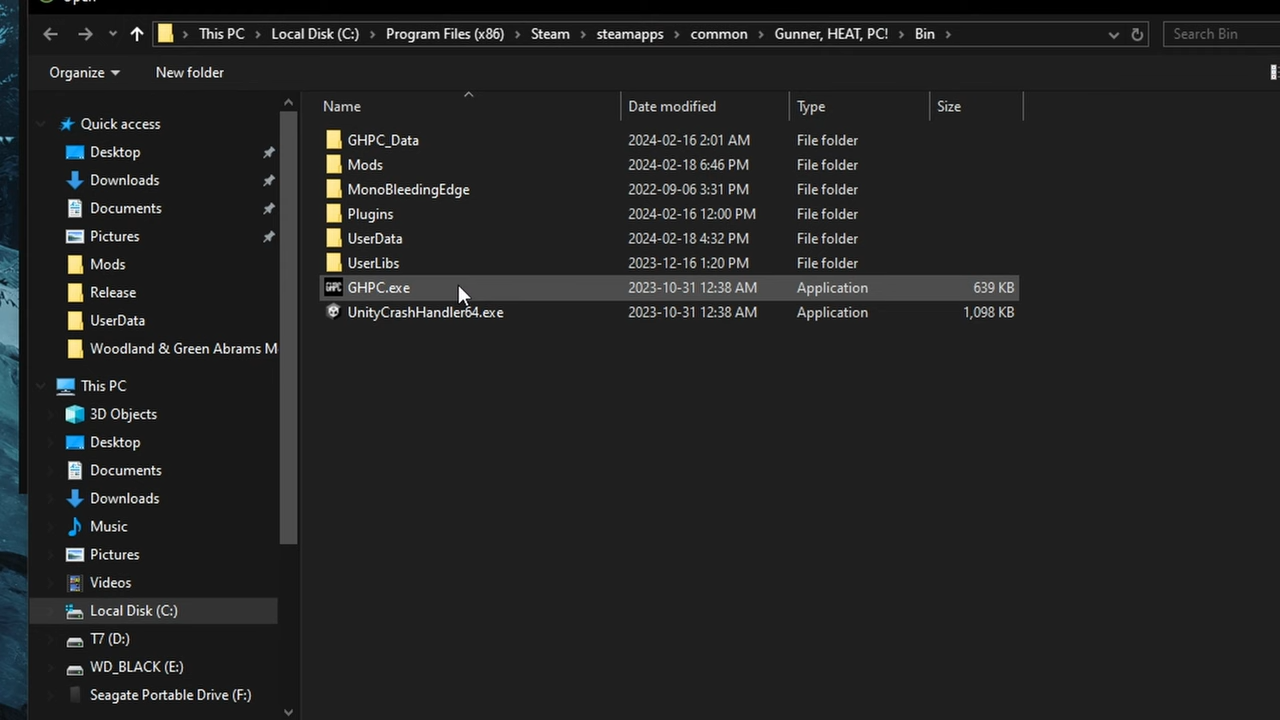 Open
This PC Local Disk (C:) Program Files (x86) Steam steamapps common Gunner, HEAT, PC! Bin Search Bin
Organize New folder
Name Date modified Type Size
Quick access
Desktop
Downloads
Documents
Pictures
Mods
Release
UserData
Woodland & Green Abrams M
This PC
3D Objects
Desktop
Documents
Downloads
Music
Pictures
Videos
Local Disk (C:)
T7 (D:)
WD_BLACK (E:)
Seagate Portable Drive (F:)
GHPC_Data 2024-02-16 2:01 AM File folder
Mods 2024-02-18 6:46 PM File folder
MonoBleedingEdge 2022-09-06 3:31 PM File folder
Plugins 2024-02-16 12:00 PM File folder
UserData 2024-02-18 4:32 PM File folder
UserLibs 2023-12-16 1:20 PM File folder
GHPC GHPC.exe 2023-10-31 12:38 AM Application 639 KB
UnityCrashHandler64.exe 2023-10-31 12:38 AM Application 1,098 KB